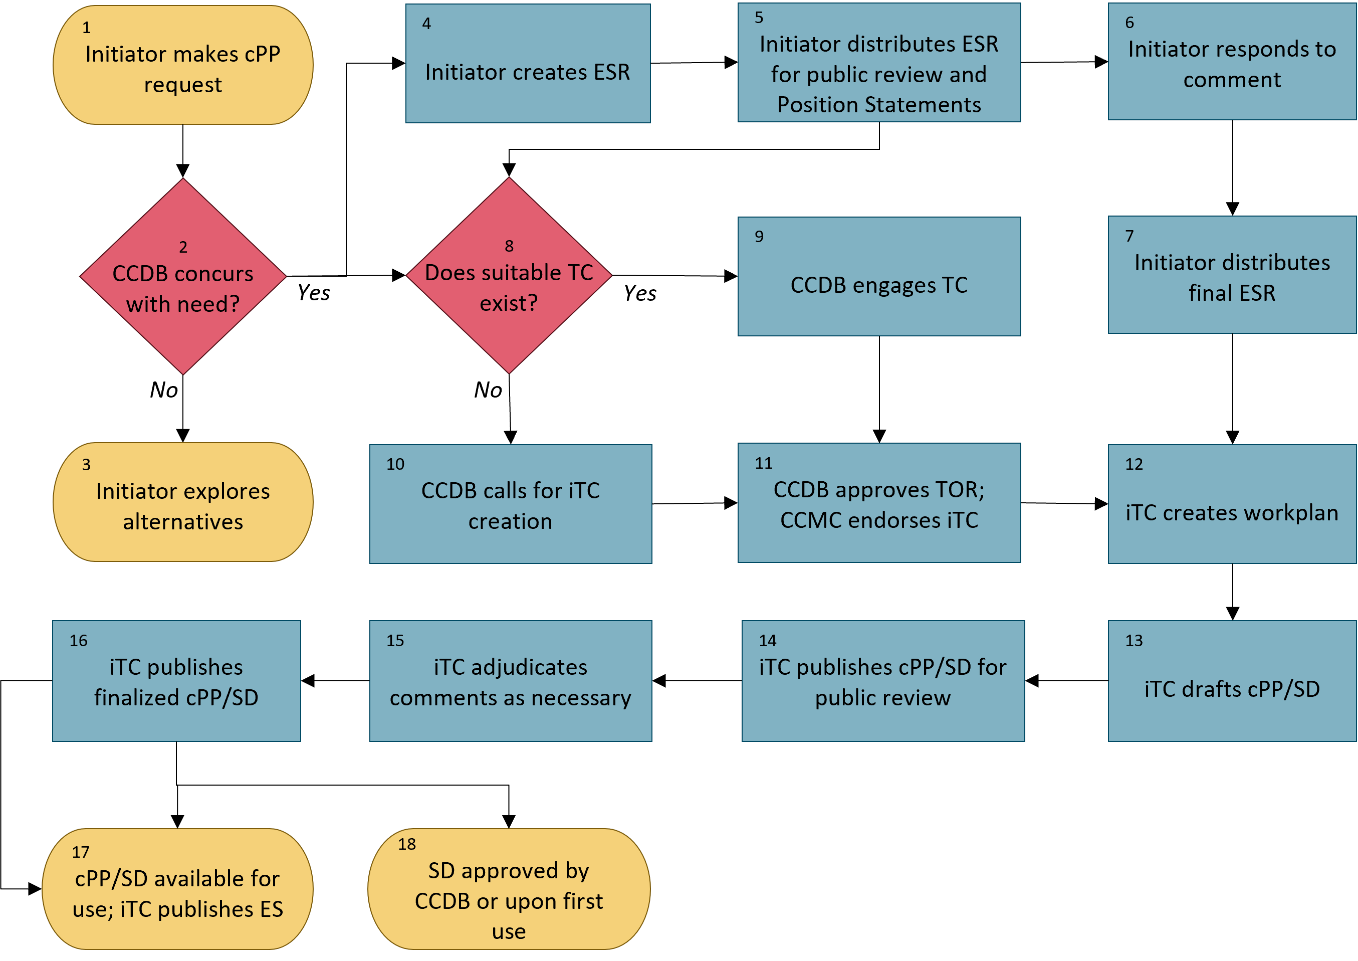 1
Initiator makes cPP
request
4
Initiator creates ESR
5
Initiator distributes ESR
for public review and
Position Statements
6
Initiator responds to
comment
2
CCDB concurs
with need?
Yes
No
8
Does suitable TC
exist?
Yes
No
9
CCDB engages TC
7
Initiator distributes
final ESR
3
Initiator explores
alternatives
10
CCDB calls for iTC
creation
11
CCDB approves TOR;
CCMC endorses iTC
12
iTC creates workplan
16
iTC publishes
finalized cPP/SD
15
iTC adjudicates
comments as necessary
14
iTC publishes cPP/SD for
public review
13
iTC drafts cPP/SD
17
cPP/SD available for
use; iTC publishes ES
18
SD approved by
CCDB or upon first
use